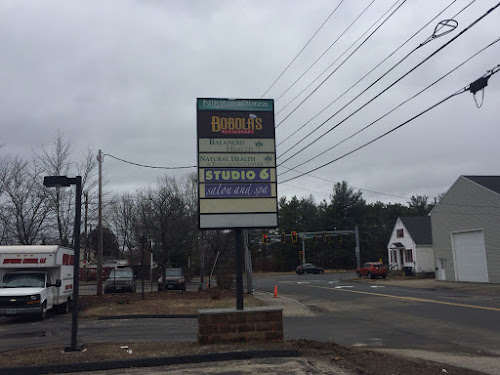 BOBOLA'S
RESTAURANT
BALANCED
HEALTH
NATURAL HEALTH
STUDIO 6
salon and spa